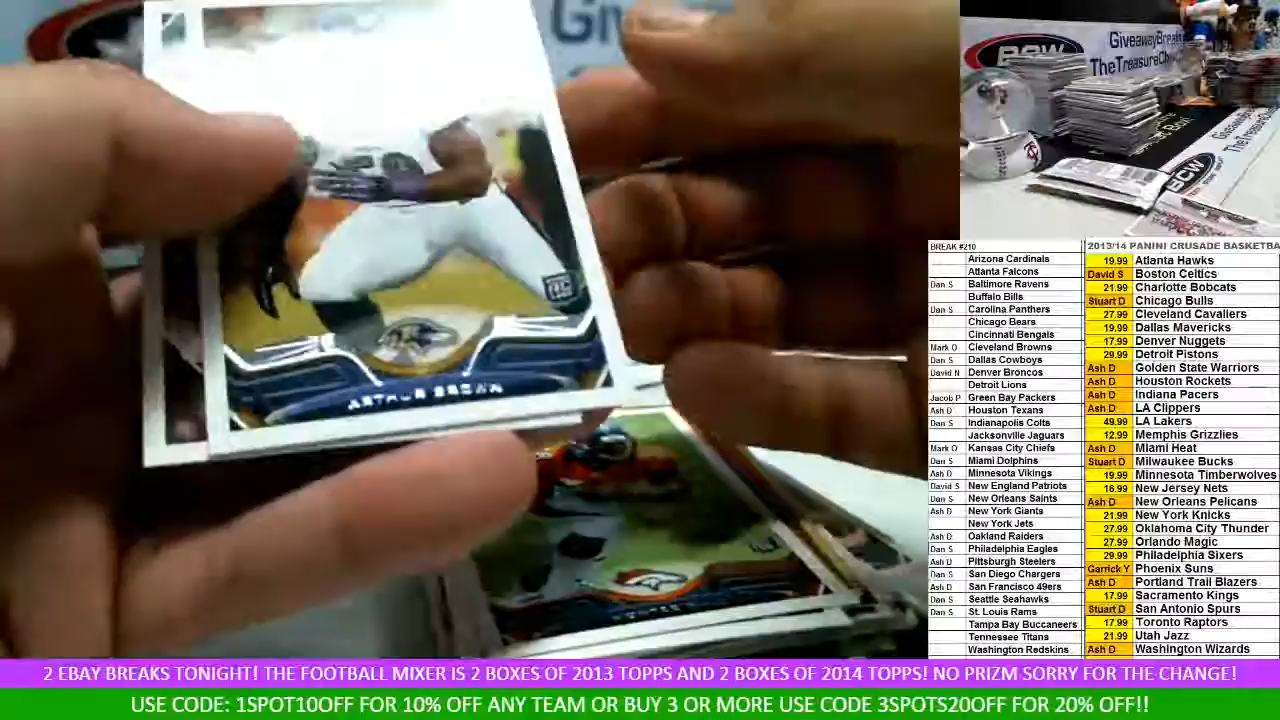 GiveawayBreaks
TheTreasureCh
BCW
ARTHUR BROWN
RC
BREAK #210
Arizona Cardinals
Atlanta Falcons
Dan S Baltimore Ravens
Buffalo Bills
Dan S Carolina Panthers
Chicago Bears
Cincinnati Bengals
Mark O Cleveland Browns
Dan S Dallas Cowboys
David N Denver Broncos
Detroit Lions
Jacob P Green Bay Packers
Ash D Houston Texans
Dan S Indianapolis Colts
Jacksonville Jaguars
Mark O Kansas City Chiefs
Dan S Miami Dolphins
Ash D Minnesota Vikings
David S New England Patriots
Dan S New Orleans Saints
Ash D New York Giants
New York Jets
Ash D Oakland Raiders
Dan S Philadelphia Eagles
Ash D Pittsburgh Steelers
Dan S San Diego Chargers
Ash D San Francisco 49ers
Dan S Seattle Seahawks
Dan S St. Louis Rams
Tampa Bay Buccaneers
Tennessee Titans
Washington Redskins
2013/14 PANINI CRUSADE BASKETBA
19.99 Atlanta Hawks
David S Boston Celtics
21.99 Charlotte Bobcats
Stuart D Chicago Bulls
27.99 Cleveland Cavaliers
19.99 Dallas Mavericks
17.99 Denver Nuggets
29.99 Detroit Pistons
Ash D Golden State Warriors
Ash D Houston Rockets
Ash D Indiana Pacers
Ash D LA Clippers
49.99 LA Lakers
12.99 Memphis Grizzlies
Ash D Miami Heat
Stuart D Milwaukee Bucks
19.99 Minnesota Timberwolves
16.99 New Jersey Nets
Ash D New Orleans Pelicans
21.99 New York Knicks
27.99 Oklahoma City Thunder
27.99 Orlando Magic
29.99 Philadelphia Sixers
Garrick Y Phoenix Suns
Ash D Portland Trail Blazers
17.99 Sacramento Kings
Stuart D San Antonio Spurs
17.99 Toronto Raptors
21.99 Utah Jazz
Ash D Washington Wizards
2 EBAY BREAKS TONIGHT! THE FOOTBALL MIXER IS 2 BOXES OF 2013 TOPPS AND 2 BOXES OF 2014 TOPPS! NO PRIZM SORRY FOR THE CHANGE!
USE CODE: 1SPOT10OFF FOR 10% OFF ANY TEAM OR BUY 3 OR MORE USE CODE 3SPOTS20OFF FOR 20% OFF!!